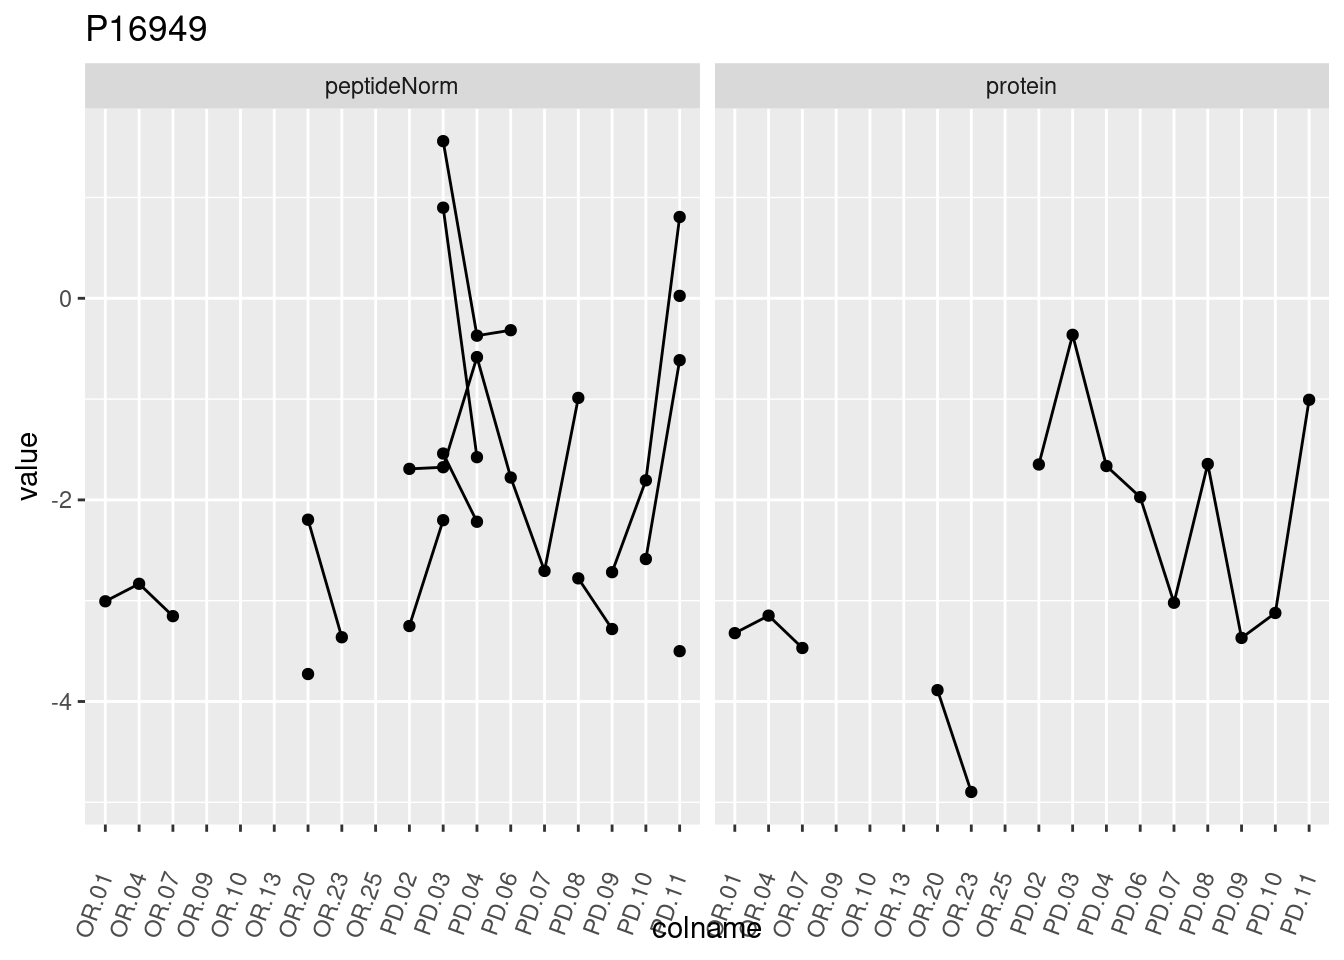 P16949
peptideNorm
protein
value
0
-2
-4
OR.01
OR.04
OR.07
OR.09
OR.10
OR.13
OR.20
OR.23
OR.25
PD.02
PD.03
PD.04
PD.06
PD.07
PD.08
PD.09
PD.10
PD.11
OR.01
OR.04
OR.07
OR.09
OR.10
OR.13
OR.20
OR.23
OR.25
PD.02
PD.03
PD.04
PD.06
PD.07
PD.08
PD.09
PD.10
PD.11
colname